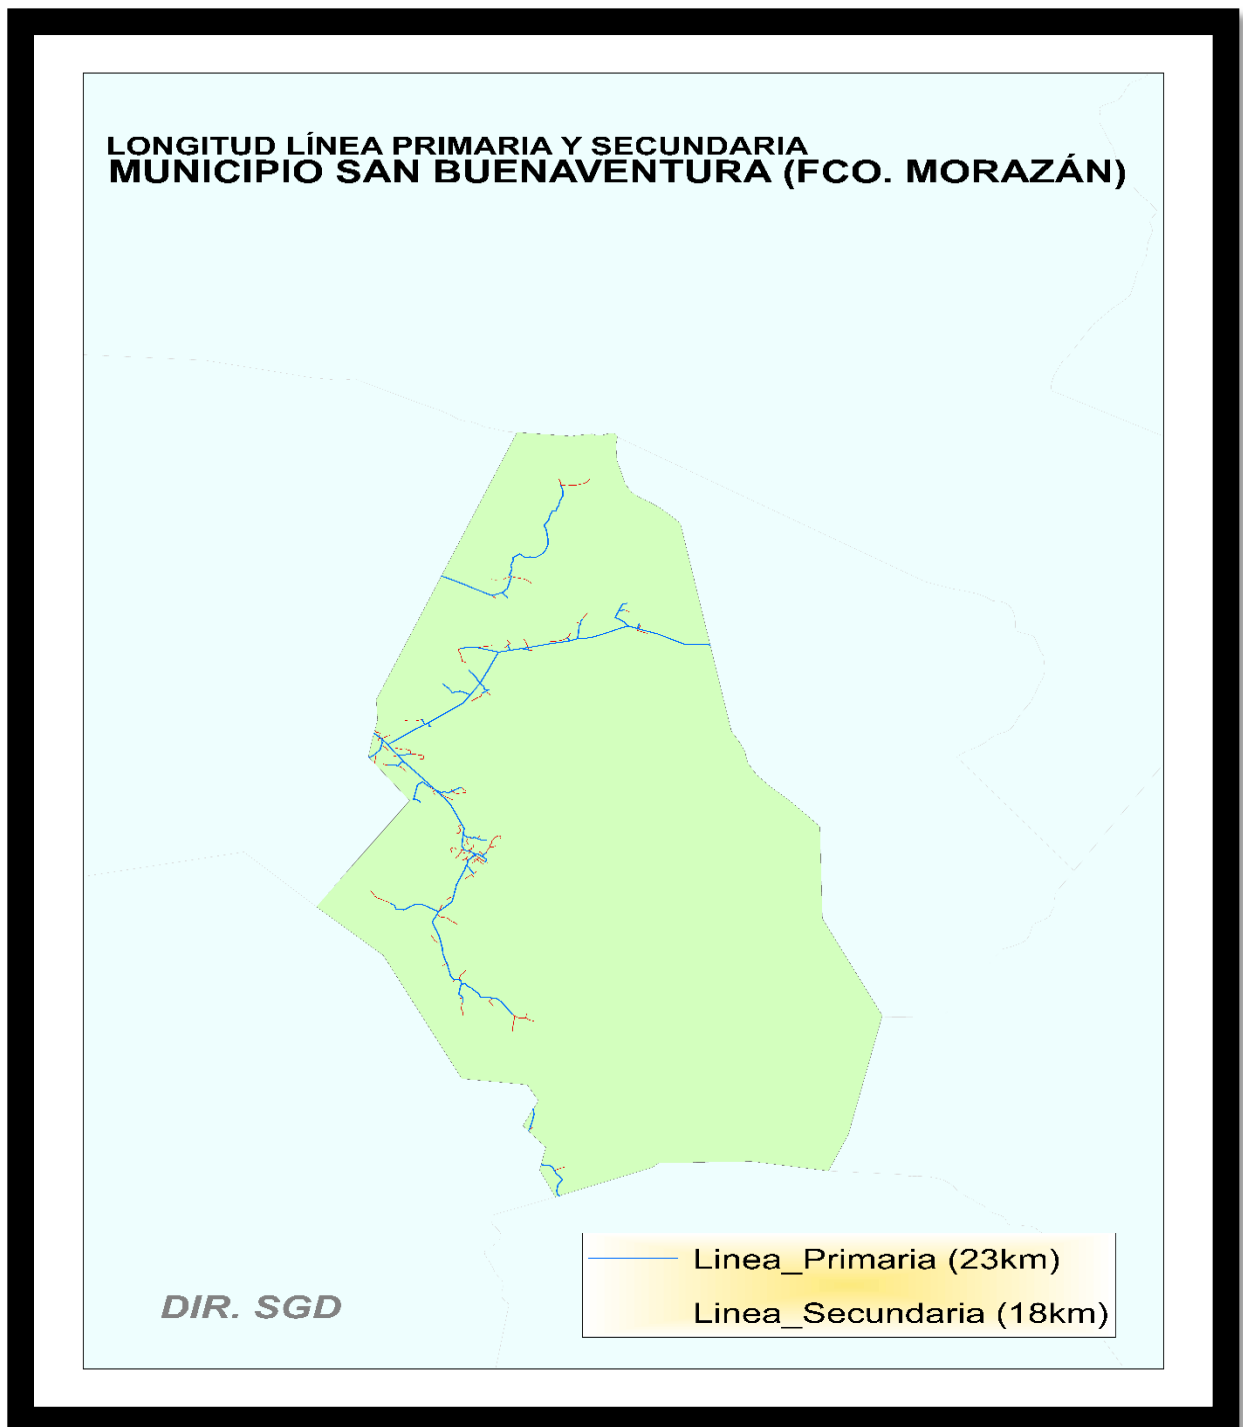 LONGITUD LÍNEA PRIMARIA Y SECUNDARIA
MUNICIPIO SAN BUENAVENTURA (FCO. MORAZÁN)
Linea_Primaria (23km)
Linea_Secundaria (18km)
DIR. SGD